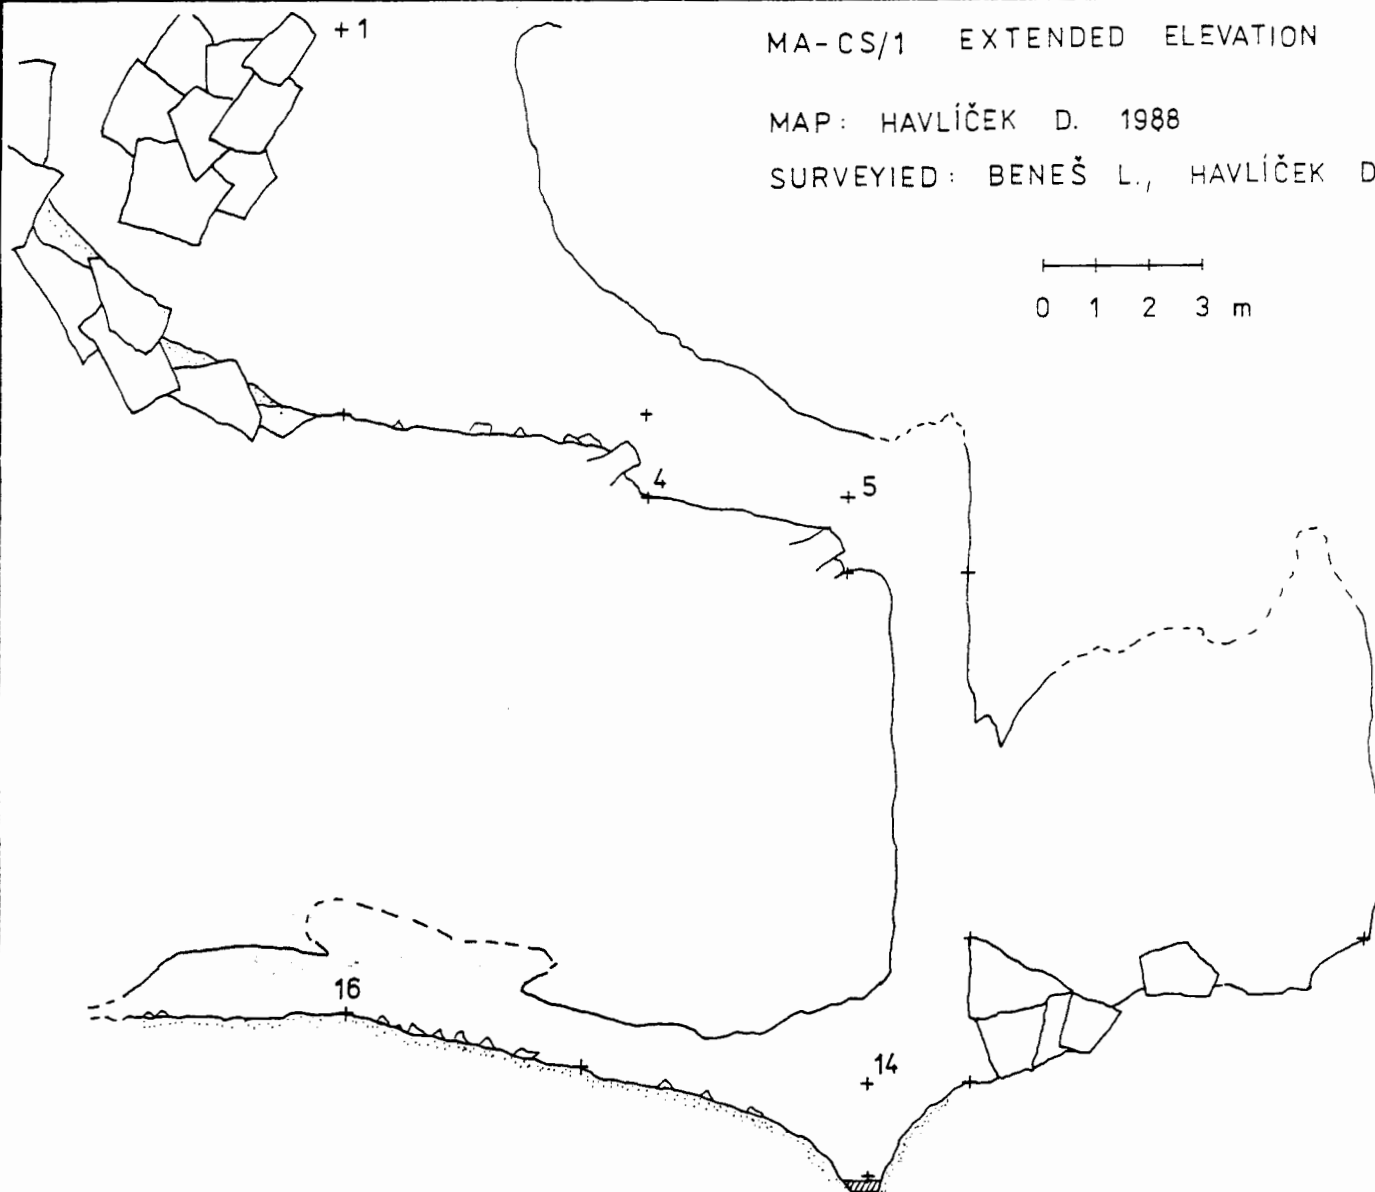 +1
MA-CS/1 EXTENDED ELEVATION
MAP: HAVLÍČEK D. 1988
SURVEYIED: BENEŠ L., HAVLÍČEK D
0 1 2 3 m
4
5
16
14